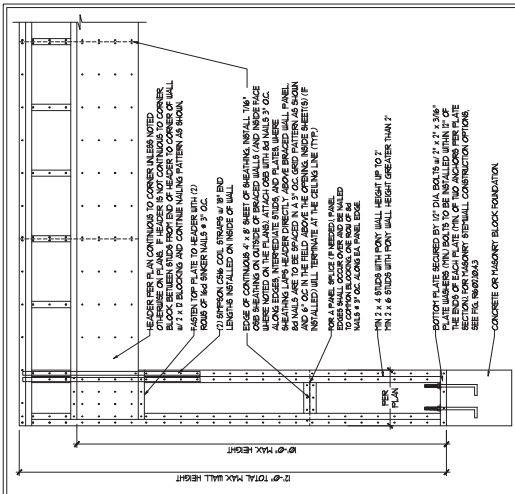 HEADER PER PLAN CONTINUOUS TO CORNER UNLESS NOTED
OTHERWISE ON PLANS. IF HEADER IS NOT CONTINUOUS TO CORNER,
BLOCK BETWEEN STUDS FROM END OF HEADER TO CORNER OF WALL
w/ 2 x 12 BLOCKING AND CONTINUE NAILING PATTERN AS SHOWN.
FASTEN TOP PLATE TO HEADER WITH (2)
ROWS OF 16d SINKER NAILS @ 3" O.C.
(2) SIMPSON CS16 COIL STRAPS w/ 18" END
LENGTHS INSTALLED ON INSIDE OF WALL
EDGE OF CONTINUOUS 4' x 8' SHEET OF SHEATHING. INSTALL 7/16"
OSB SHEATHING ON OUTSIDE OF BRACED WALLS (AND INSIDE FACE
WHERE NOTED ON THE PLANS). ATTACH OSB WITH 8d NAILS 3" O.C.
ALONG EDGES, INTERMEDIATE STUDS, AND PLATES. WHERE
SHEATHING LAPS HEADER DIRECTLY ABOVE BRACED WALL PANEL,
8d NAILS ARE TO BE SPACED IN A 3" O.C. GRID PATTERN AS SHOWN
AND 6" O.C. IN THE FIELD ABOVE THE OPENING. INSIDE SHEET(S) (IF
INSTALLED) WILL TERMINATE AT THE CEILING LINE (TYP.)
FOR A PANEL SPLICE (IF NEEDED), PANEL
EDGES SHALL OCCUR OVER AND BE NAILED
TO COMMON BLOCKING. ONE ROW 8d
NAILS @ 3" O.C. ALONG EA PANEL EDGE.
MIN 2 x 4 STUDS WITH PONY WALL HEIGHT UP TO 2'
MIN 2 x 6 STUDS WITH PONY WALL HEIGHT GREATER THAN 2'
BOTTOM PLATE SECURED BY 1/2" DIA. BOLTS w/ 2" x 2" x 3/16"
PLATE WASHERS (MIN.) BOLTS TO BE INSTALLED WITHIN 12" OF
THE ENDS OF EACH PLATE (MIN. OF TWO ANCHORS PER PLATE
SECTION). FOR MASONRY STEMWALL CONSTRUCTION OPTIONS,
SEE FIG.
CONCRETE OR MASONRY BLOCK FOUNDATION.
PER
PLAN
10'-0" MAX HEIGHT
12'-0" TOTAL MAX WALL HEIGHT